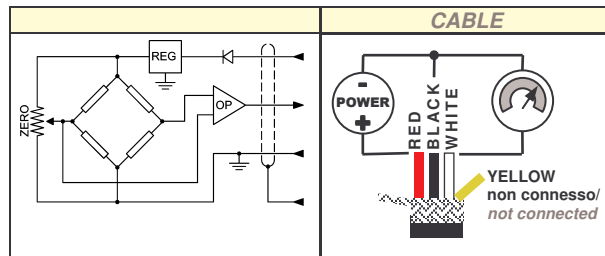 CABLE
REG
OP
ZERO
-
POWER
+
RED
BLACK
WHITE
YELLOW
non connesso/
not connected